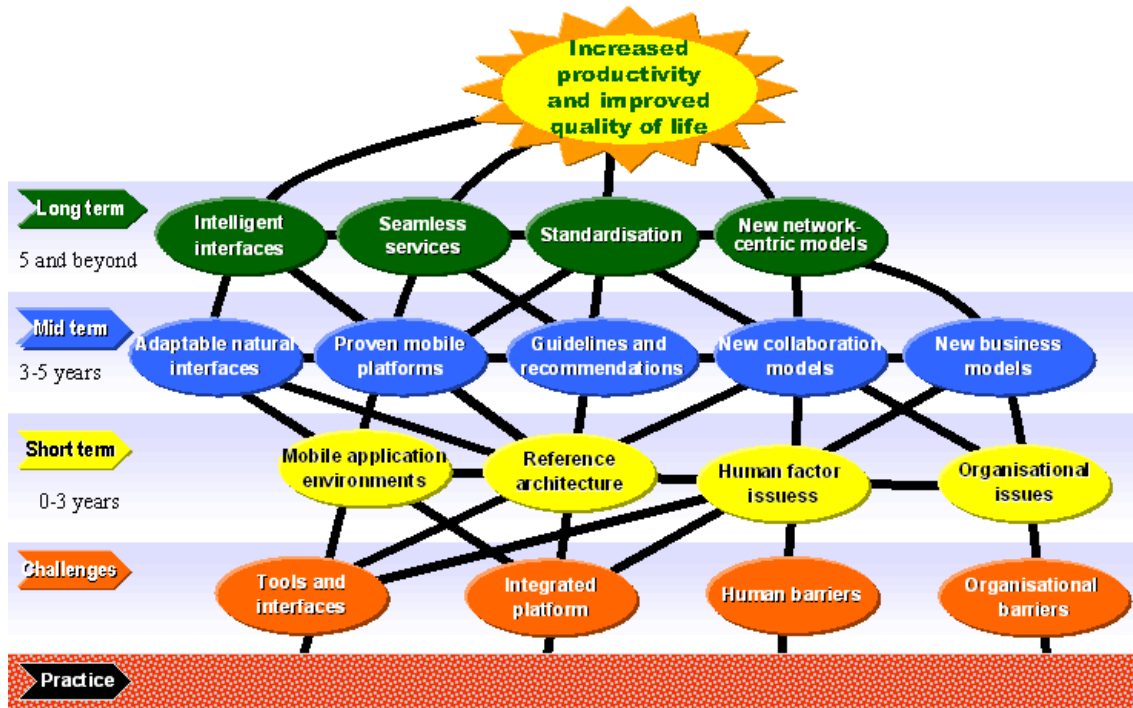 Increased
productivity
and improved
quality of life
Long term
5 and beyond
Intelligent
interfaces
Seamless
services
Standardisation
New network-
centric models
Mid term
3-5 years
Adaptable natural
interfaces
Proven mobile
platforms
Guidelines and
recommendations
New collaboration
models
New business
models
Short term
0-3 years
Mobile application
environments
Reference
architecture
Human factor
issuess
Organisational
issues
Challenges
Tools and
interfaces
Integrated
platform
Human barriers
Organisational
barriers
Practice